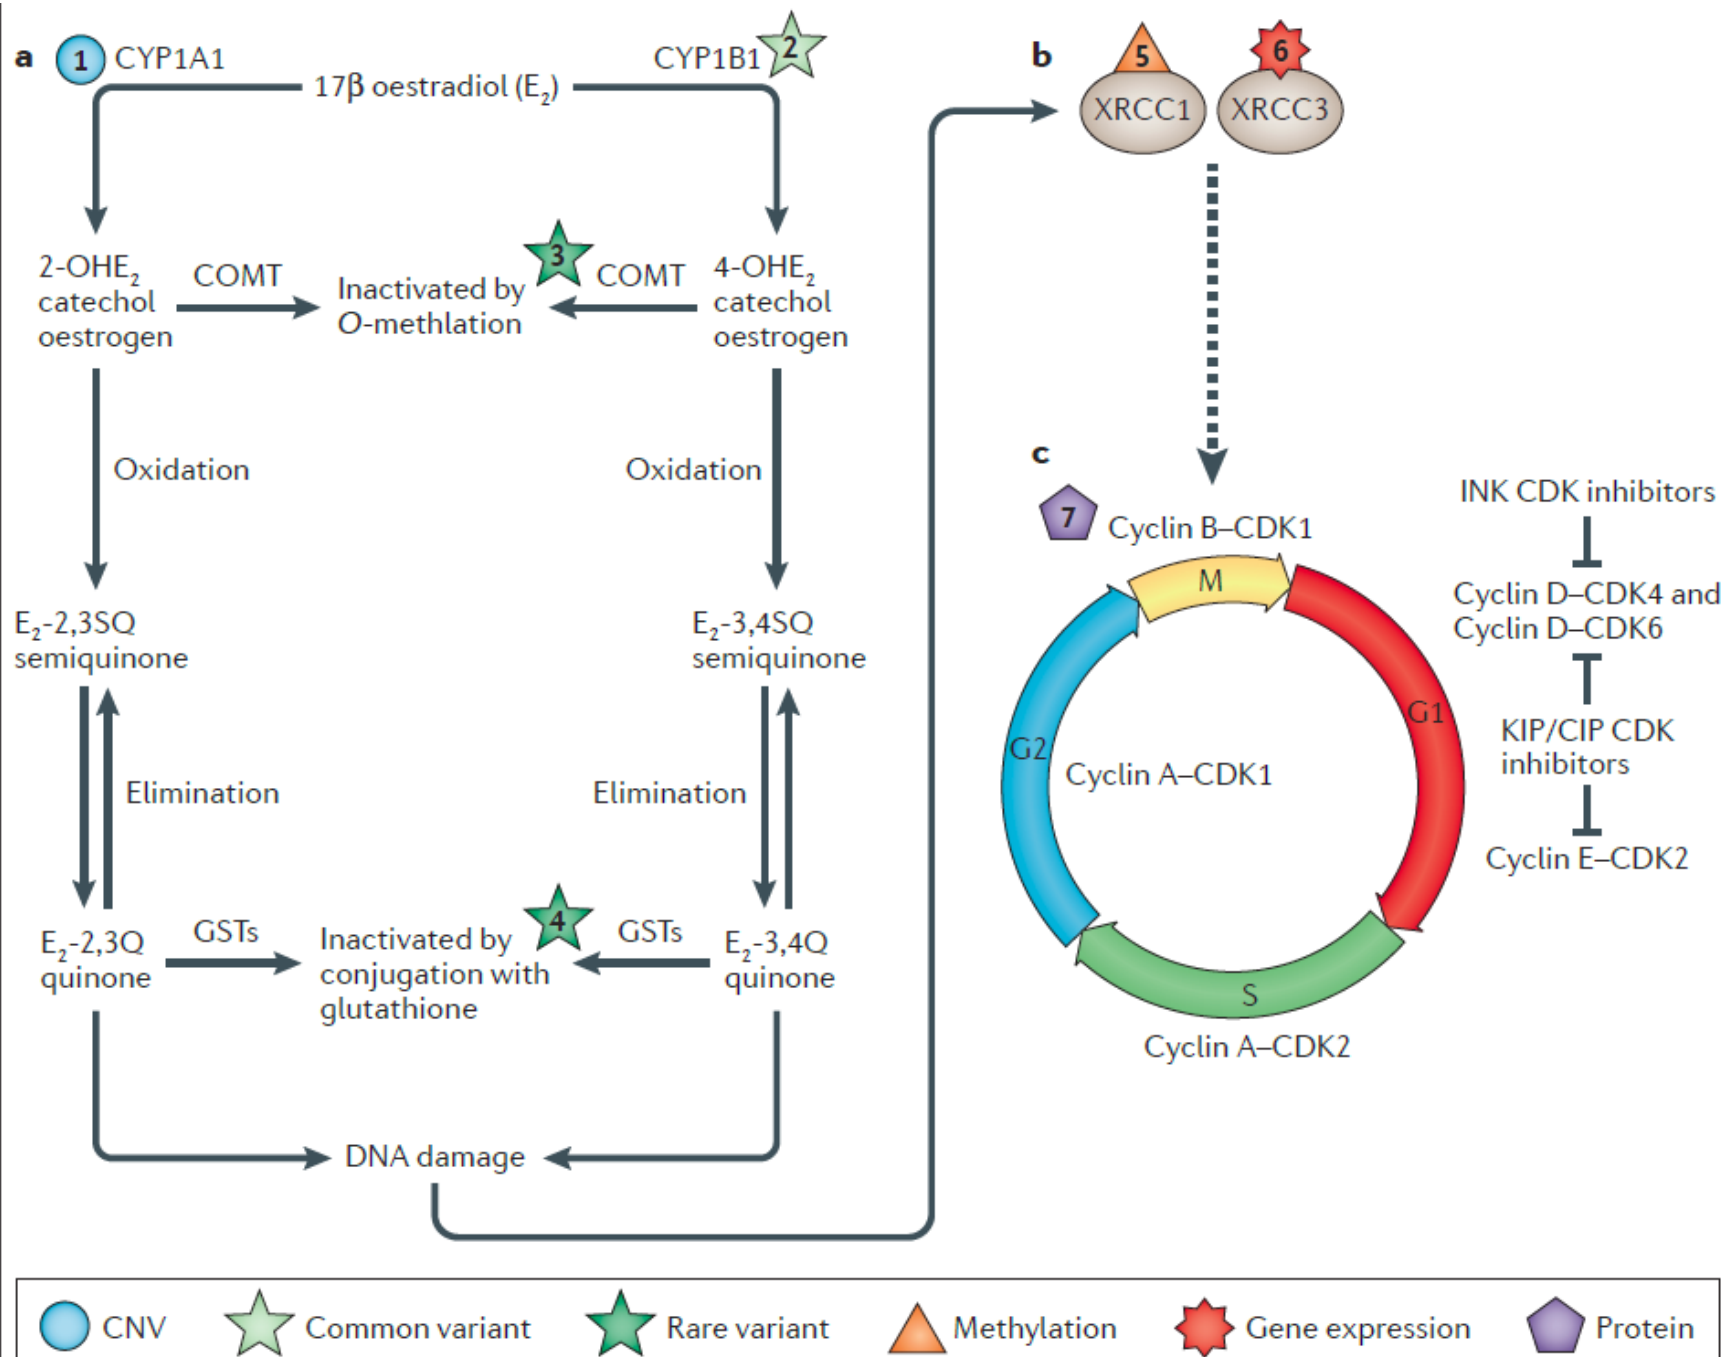 a
1
CYP1A1
17β oestradiol (E₂)
CYP1B1
2
2-OHE₂
catechol
oestrogen
COMT
Inactivated by
O-methlation
3
COMT
4-OHE₂
catechol
oestrogen
Oxidation
Oxidation
E₂-2,3SQ
semiquinone
E₂-3,4SQ
semiquinone
Elimination
Elimination
E₂-2,3Q
quinone
GSTs
Inactivated by
conjugation with
glutathione
4
GSTs
E₂-3,4Q
quinone
DNA damage
b
5
XRCC1
6
XRCC3
c
7
Cyclin B–CDK1
M
G1
G2
Cyclin A–CDK1
S
Cyclin A–CDK2
INK CDK inhibitors
Cyclin D–CDK4 and
Cyclin D–CDK6
KIP/CIP CDK
inhibitors
Cyclin E–CDK2
CNV
Common variant
Rare variant
Methylation
Gene expression
Protein